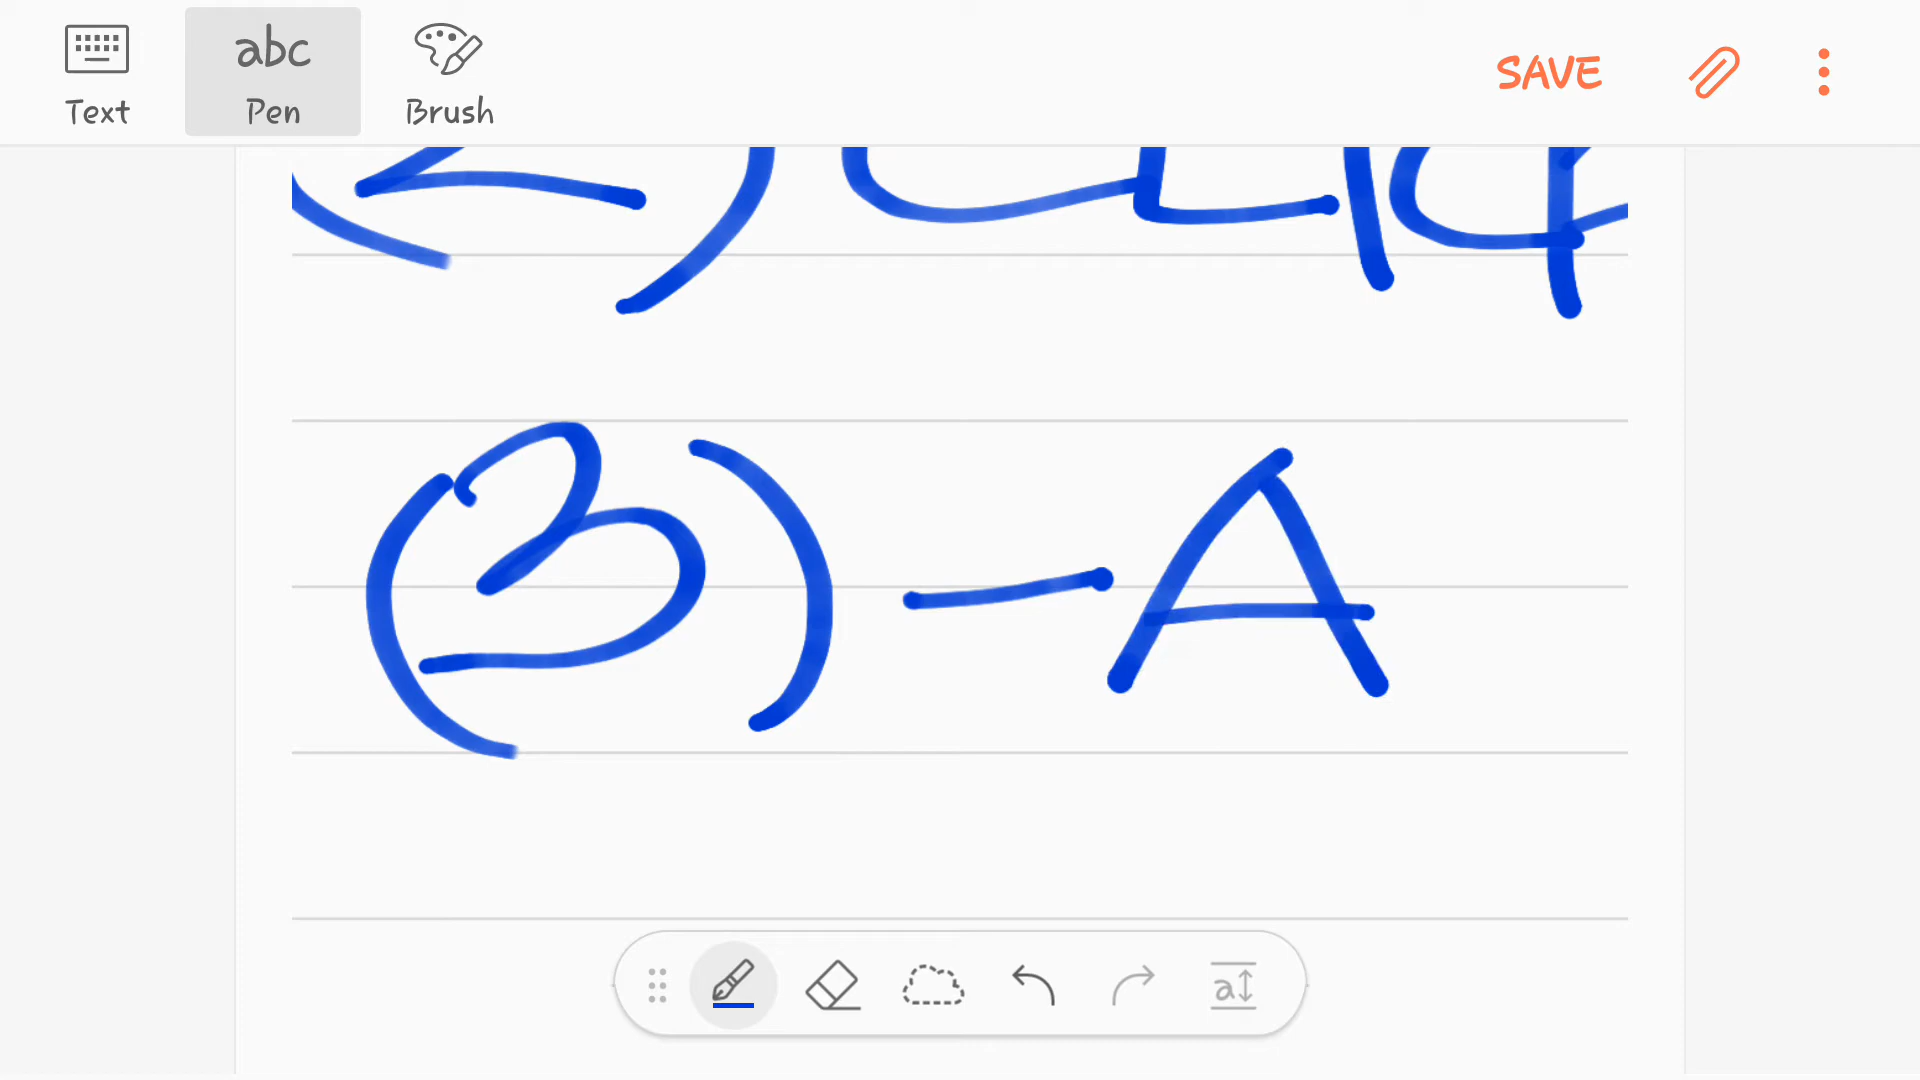 Text
abc
Pen
Brush
SAVE
(3) - A
a